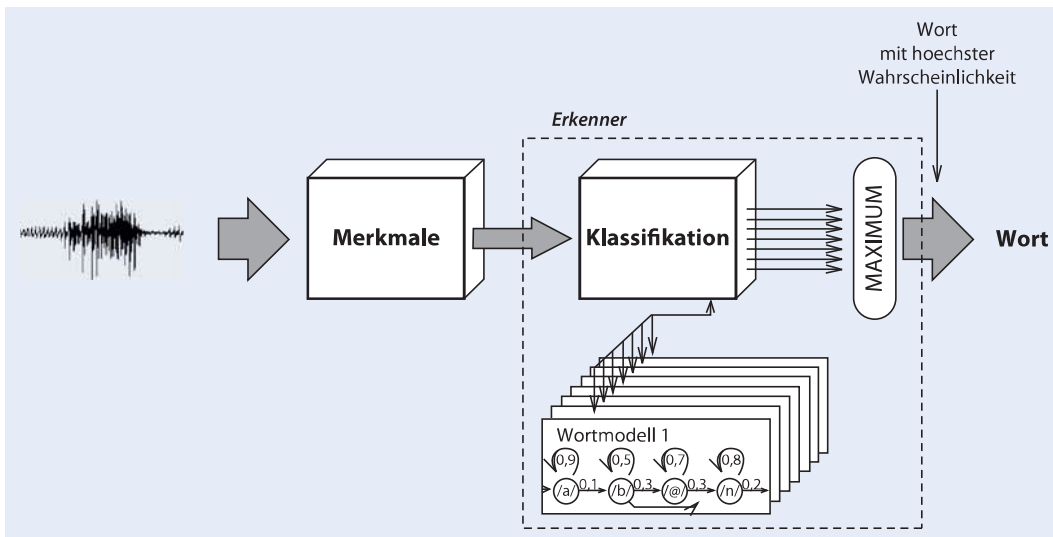 Wort
mit hoechster
Wahrscheinlichkeit
Erkenner
Merkmale
Klassifikation
MAXIMUM
Wort
Wortmodell 1
0,9 0,5 0,7 0,8
/a/ 0,1 /b/ 0,3 /@/ 0,3 /n/ 0,2